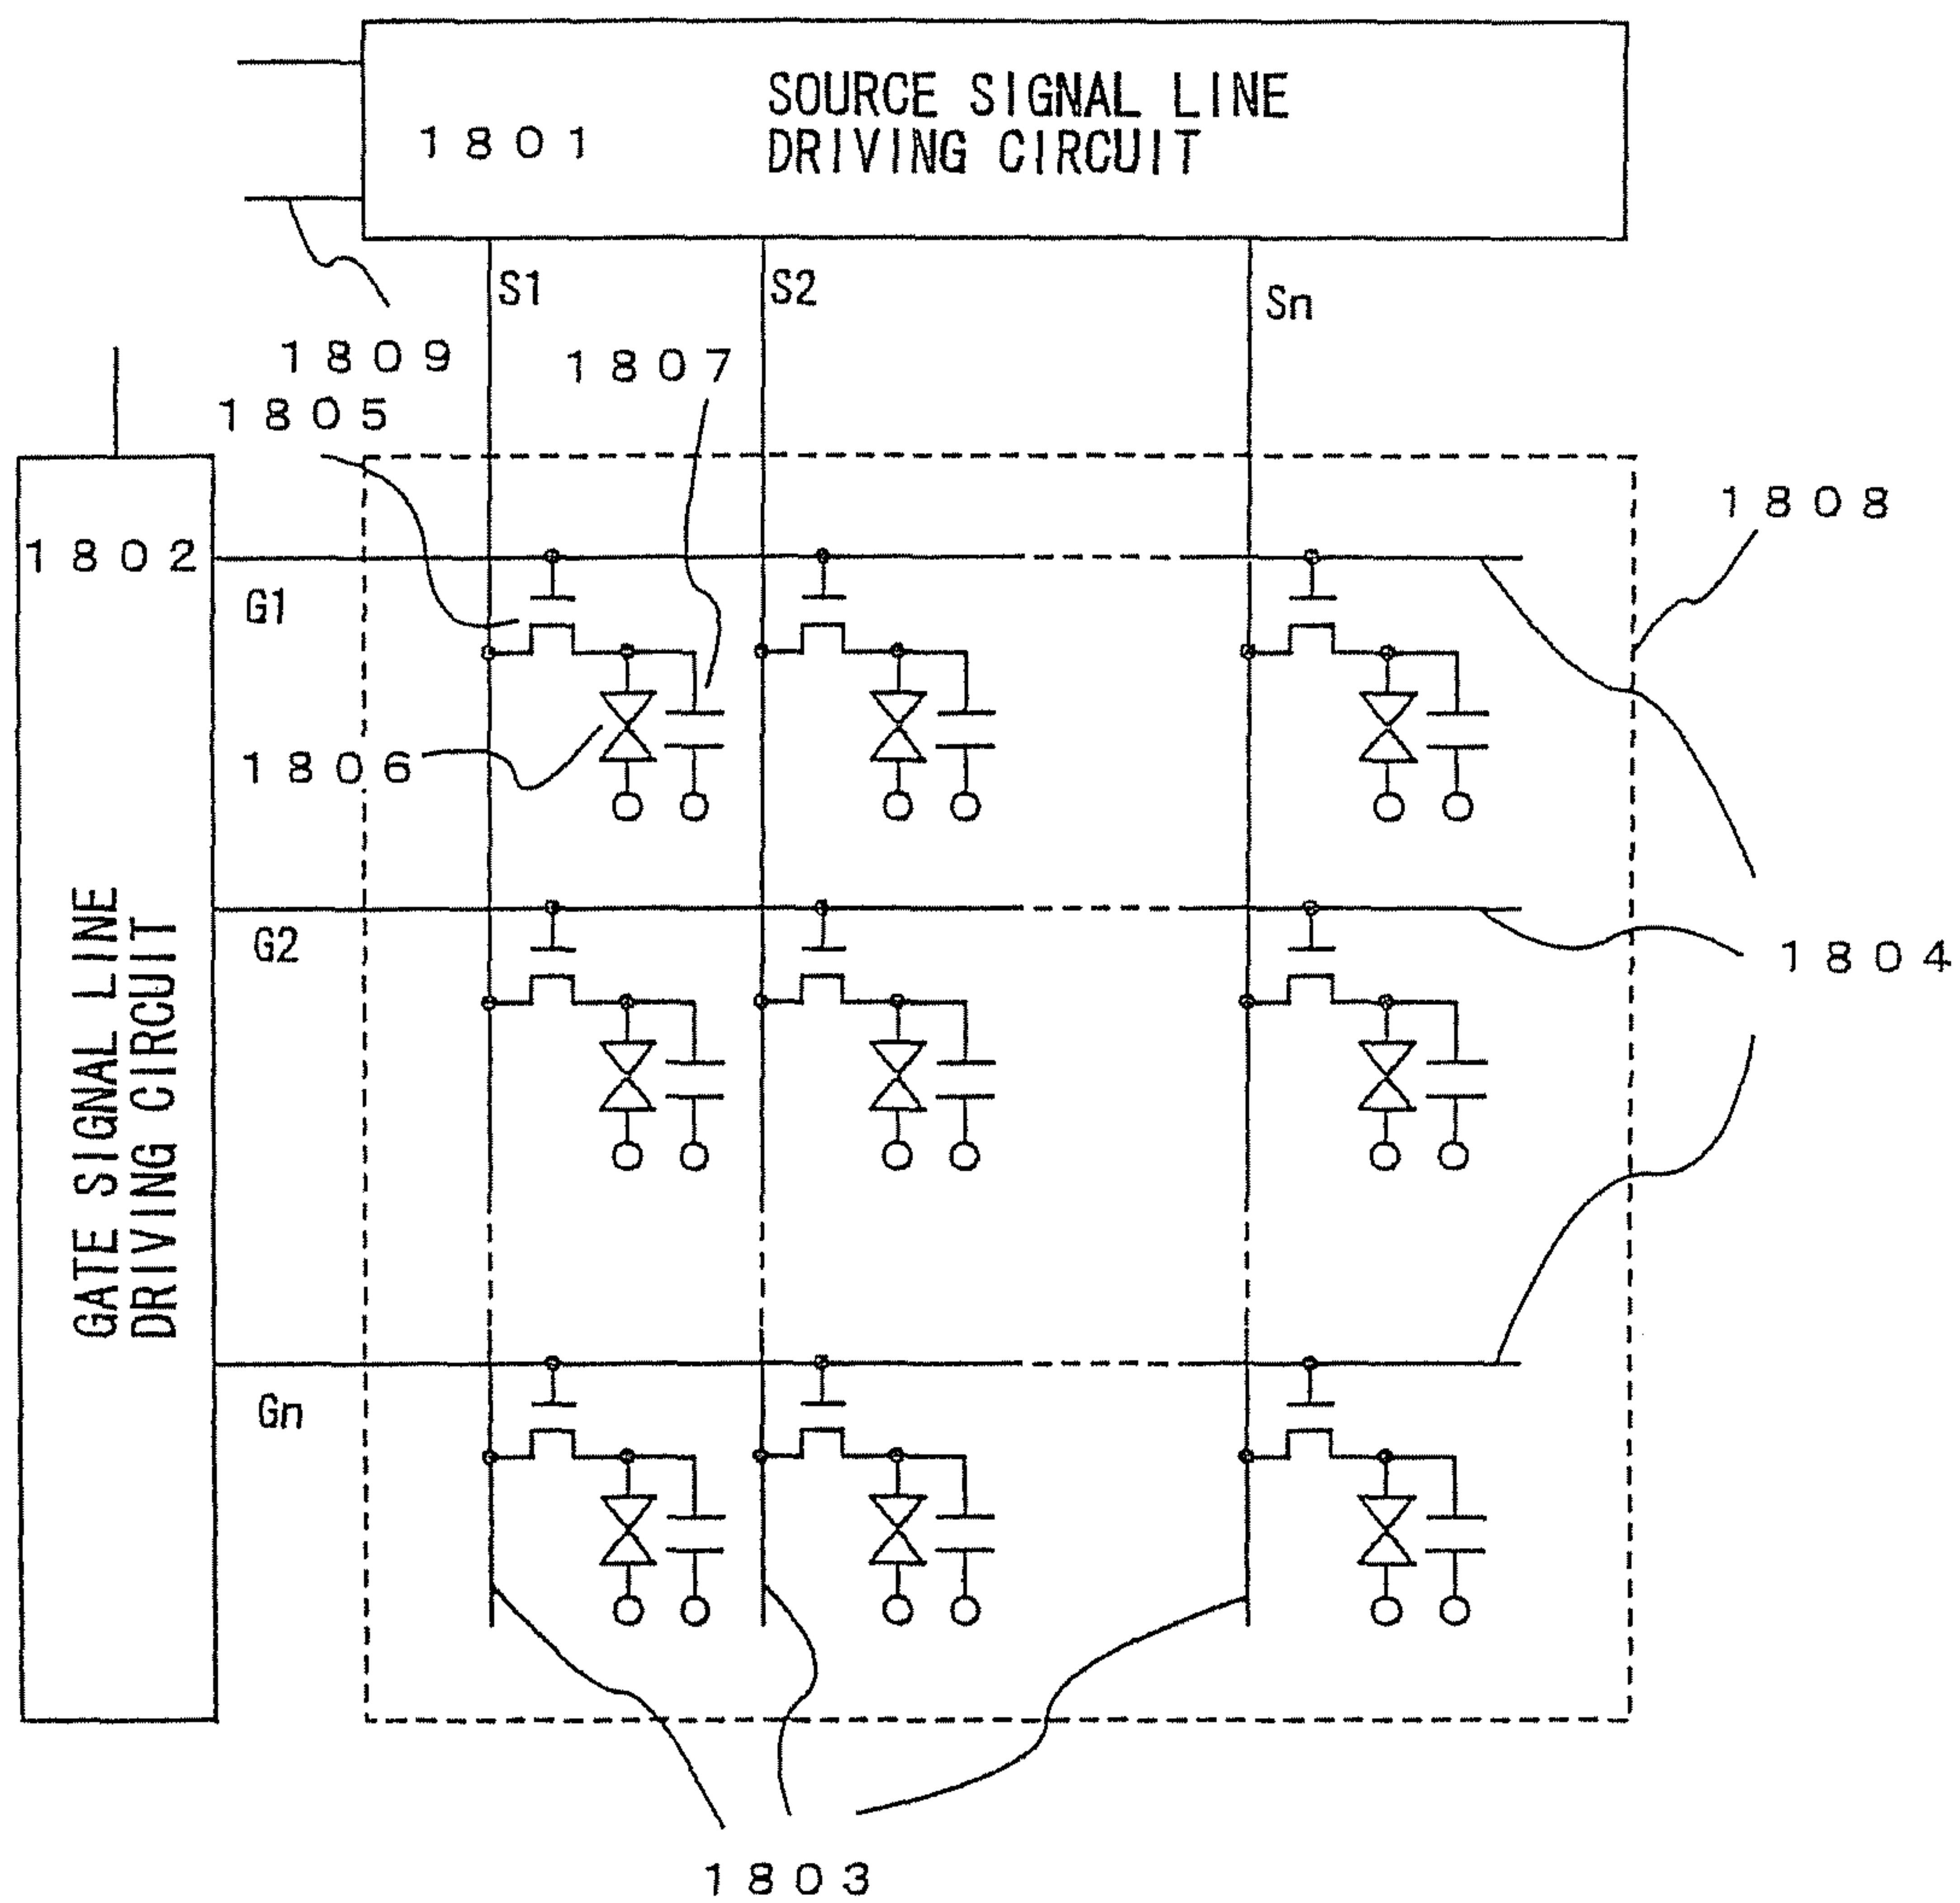 SOURCE SIGNAL LINE
DRIVING CIRCUIT
1801
S1
S2
Sn
1809
1807
1805
1808
1802
G1
1806
G2
1804
GATE SIGNAL LINE
DRIVING CIRCUIT
Gn
1803